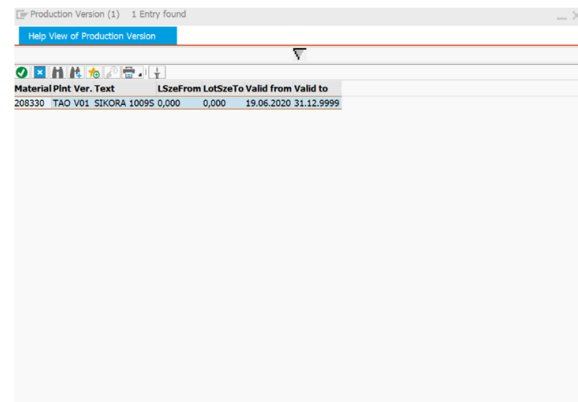 Production Version (1) 1 Entry found
Help View of Production Version
Material Plnt Ver. Text LSzeFrom LotSzeTo Valid from Valid to
208330 TAO V01 SIKORA 1009S 0,000 0,000 19.06.2020 31.12.9999